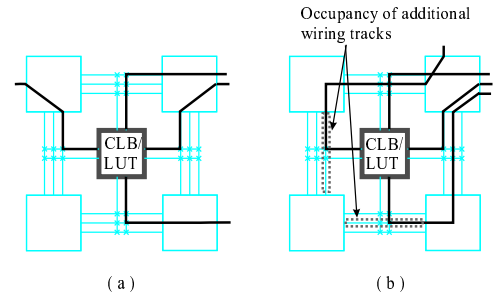 Occupancy of additional
wiring tracks
CLB/
LUT
CLB/
LUT
( a )
( b )